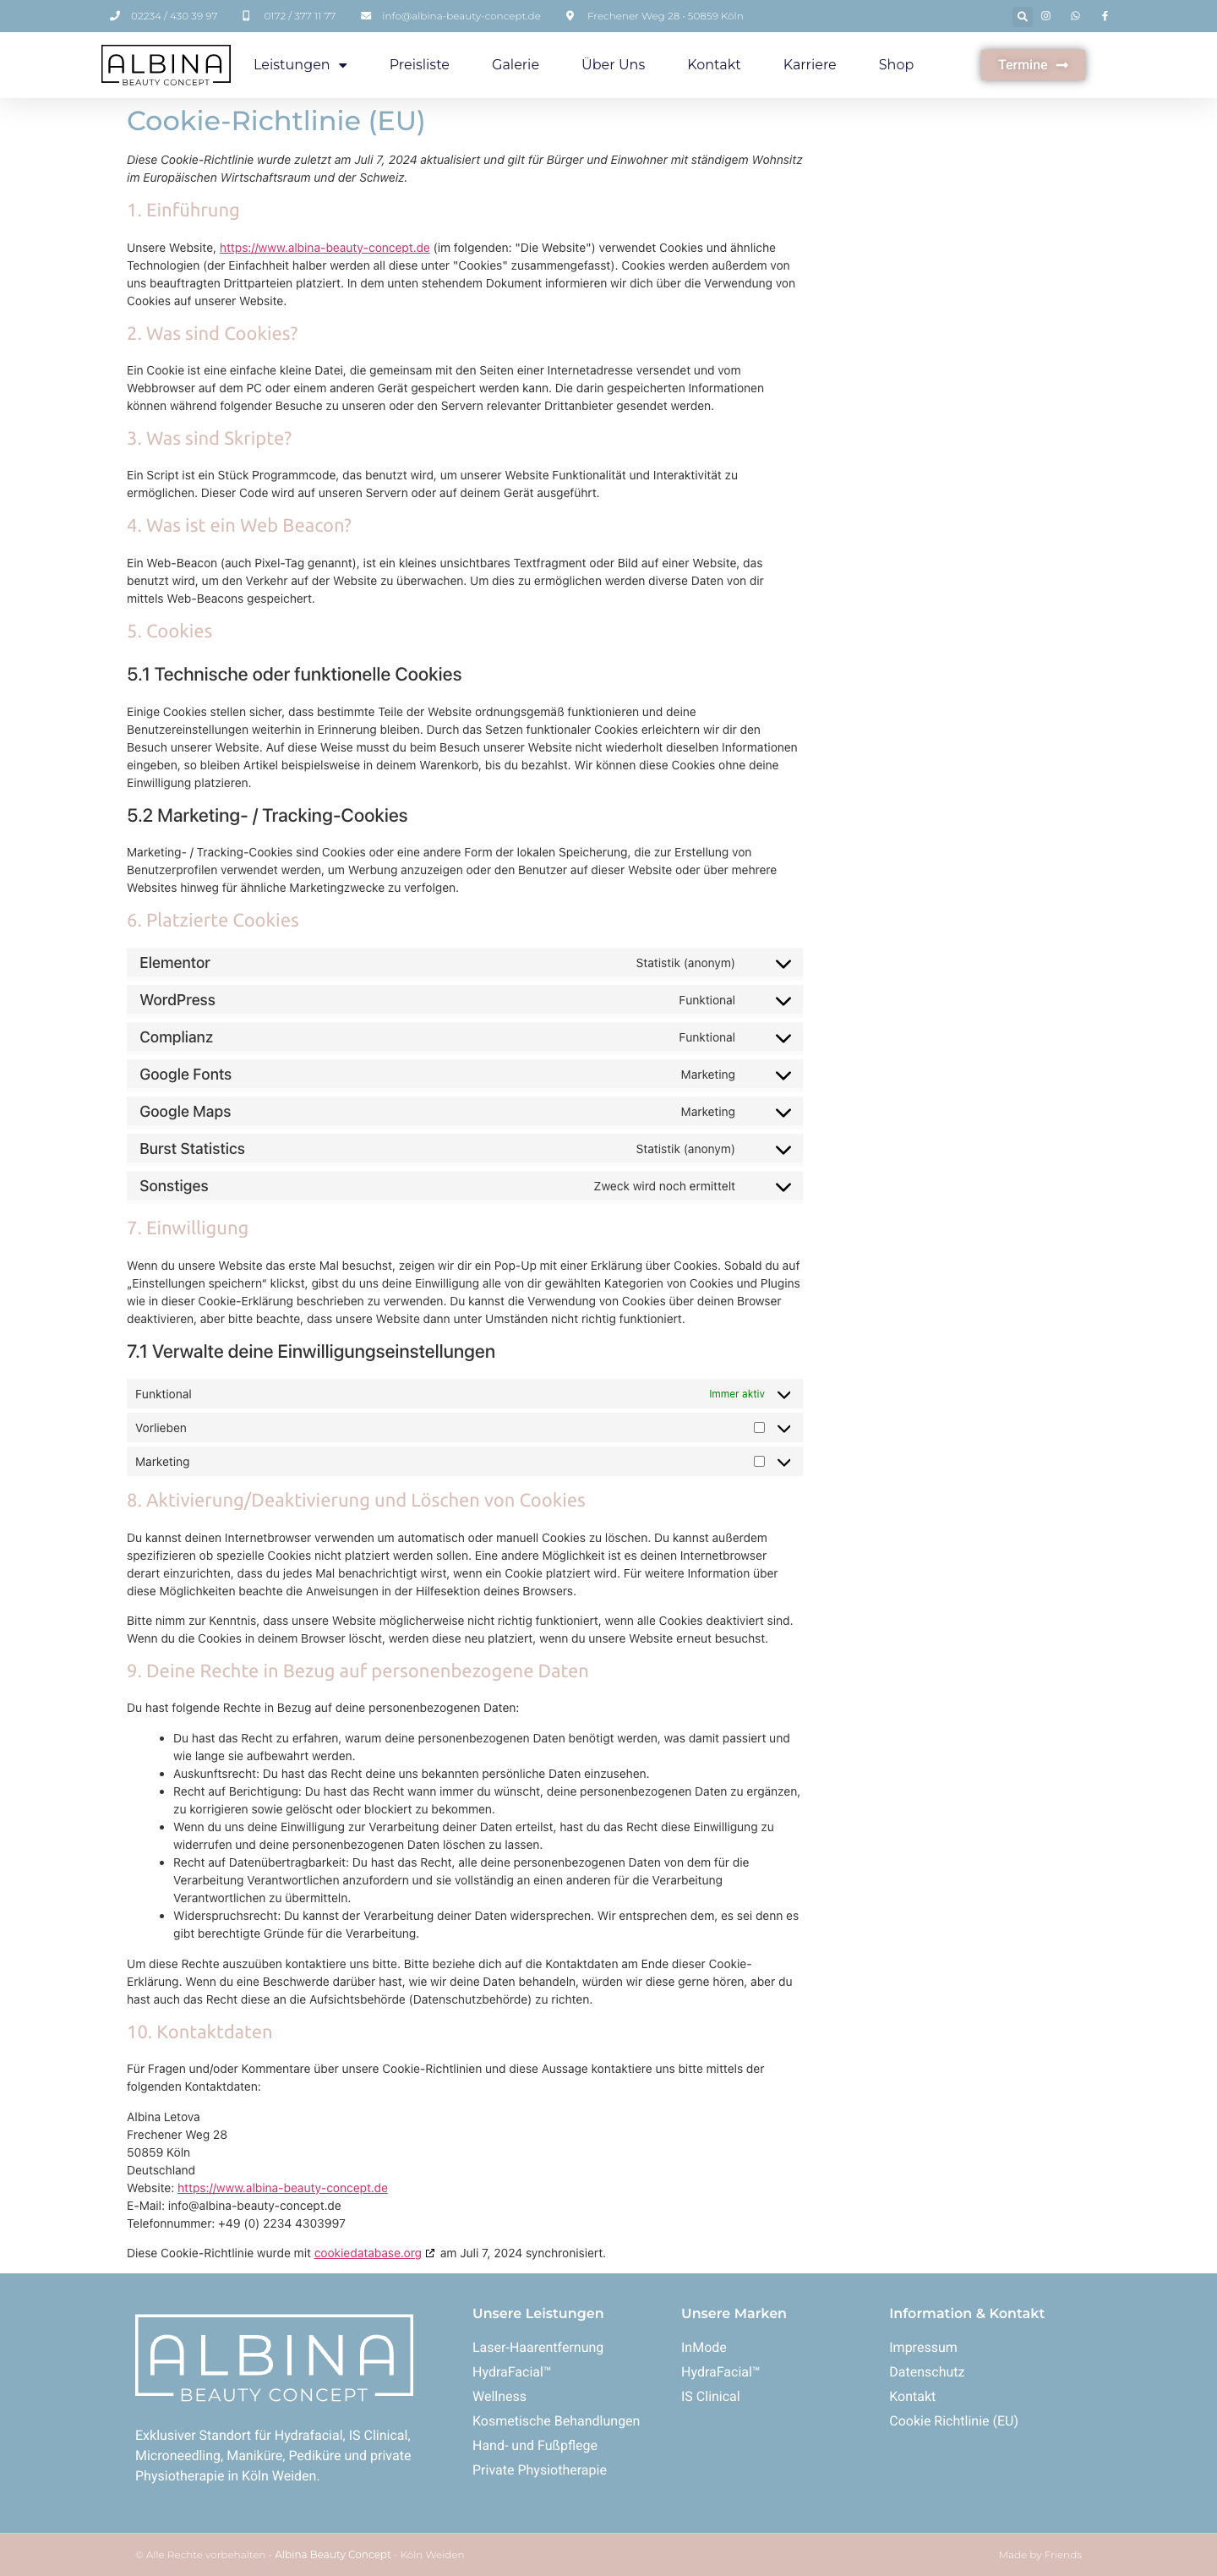 02234 / 430 39 97
0172 / 377 11 77
info@albina-beauty-concept.de
Frechener Weg 28 • 50859 Köln
ALBINA
BEAUTY CONCEPT
Leistungen
Preisliste
Galerie
Über Uns
Kontakt
Karriere
Shop
Termine
Cookie-Richtlinie (EU)
Diese Cookie-Richtlinie wurde zuletzt am Juli 7, 2024 aktualisiert und gilt für Bürger und Einwohner mit ständigem Wohnsitz
im Europäischen Wirtschaftsraum und der Schweiz.
1. Einführung
Unsere Website, https://www.albina-beauty-concept.de (im folgenden: "Die Website") verwendet Cookies und ähnliche
Technologien (der Einfachheit halber werden all diese unter "Cookies" zusammengefasst). Cookies werden außerdem von
uns beauftragten Drittparteien platziert. In dem unten stehendem Dokument informieren wir dich über die Verwendung von
Cookies auf unserer Website.
2. Was sind Cookies?
Ein Cookie ist eine einfache kleine Datei, die gemeinsam mit den Seiten einer Internetadresse versendet und vom
Webbrowser auf dem PC oder einem anderen Gerät gespeichert werden kann. Die darin gespeicherten Informationen
können während folgender Besuche zu unseren oder den Servern relevanter Drittanbieter gesendet werden.
3. Was sind Skripte?
Ein Script ist ein Stück Programmcode, das benutzt wird, um unserer Website Funktionalität und Interaktivität zu
ermöglichen. Dieser Code wird auf unseren Servern oder auf deinem Gerät ausgeführt.
4. Was ist ein Web Beacon?
Ein Web-Beacon (auch Pixel-Tag genannt), ist ein kleines unsichtbares Textfragment oder Bild auf einer Website, das
benutzt wird, um den Verkehr auf der Website zu überwachen. Um dies zu ermöglichen werden diverse Daten von dir
mittels Web-Beacons gespeichert.
5. Cookies
5.1 Technische oder funktionelle Cookies
Einige Cookies stellen sicher, dass bestimmte Teile der Website ordnungsgemäß funktionieren und deine
Benutzereinstellungen weiterhin in Erinnerung bleiben. Durch das Setzen funktionaler Cookies erleichtern wir dir den
Besuch unserer Website. Auf diese Weise musst du beim Besuch unserer Website nicht wiederholt dieselben Informationen
eingeben, so bleiben Artikel beispielsweise in deinem Warenkorb, bis du bezahlst. Wir können diese Cookies ohne deine
Einwilligung platzieren.
5.2 Marketing- / Tracking-Cookies
Marketing- / Tracking-Cookies sind Cookies oder eine andere Form der lokalen Speicherung, die zur Erstellung von
Benutzerprofilen verwendet werden, um Werbung anzuzeigen oder den Benutzer auf dieser Website oder über mehrere
Websites hinweg für ähnliche Marketingzwecke zu verfolgen.
6. Platzierte Cookies
Elementor Statistik (anonym)
WordPress Funktional
Complianz Funktional
Google Fonts Marketing
Google Maps Marketing
Burst Statistics Statistik (anonym)
Sonstiges Zweck wird noch ermittelt
7. Einwilligung
Wenn du unsere Website das erste Mal besuchst, zeigen wir dir ein Pop-Up mit einer Erklärung über Cookies. Sobald du auf
„Einstellungen speichern“ klickst, gibst du uns deine Einwilligung alle von dir gewählten Kategorien von Cookies und Plugins
wie in dieser Cookie-Erklärung beschrieben zu verwenden. Du kannst die Verwendung von Cookies über deinen Browser
deaktivieren, aber bitte beachte, dass unsere Website dann unter Umständen nicht richtig funktioniert.
7.1 Verwalte deine Einwilligungseinstellungen
Funktional Immer aktiv
Vorlieben
Marketing
8. Aktivierung/Deaktivierung und Löschen von Cookies
Du kannst deinen Internetbrowser verwenden um automatisch oder manuell Cookies zu löschen. Du kannst außerdem
spezifizieren ob spezielle Cookies nicht platziert werden sollen. Eine andere Möglichkeit ist es deinen Internetbrowser
derart einzurichten, dass du jedes Mal benachrichtigt wirst, wenn ein Cookie platziert wird. Für weitere Information über
diese Möglichkeiten beachte die Anweisungen in der Hilfesektion deines Browsers.
Bitte nimm zur Kenntnis, dass unsere Website möglicherweise nicht richtig funktioniert, wenn alle Cookies deaktiviert sind.
Wenn du die Cookies in deinem Browser löscht, werden diese neu platziert, wenn du unsere Website erneut besuchst.
9. Deine Rechte in Bezug auf personenbezogene Daten
Du hast folgende Rechte in Bezug auf deine personenbezogenen Daten:
• Du hast das Recht zu erfahren, warum deine personenbezogenen Daten benötigt werden, was damit passiert und
wie lange sie aufbewahrt werden.
• Auskunftsrecht: Du hast das Recht deine uns bekannten persönliche Daten einzusehen.
• Recht auf Berichtigung: Du hast das Recht wann immer du wünscht, deine personenbezogenen Daten zu ergänzen,
zu korrigieren sowie gelöscht oder blockiert zu bekommen.
• Wenn du uns deine Einwilligung zur Verarbeitung deiner Daten erteilst, hast du das Recht diese Einwilligung zu
widerrufen und deine personenbezogenen Daten löschen zu lassen.
• Recht auf Datenübertragbarkeit: Du hast das Recht, alle deine personenbezogenen Daten von dem für die
Verarbeitung Verantwortlichen anzufordern und sie vollständig an einen anderen für die Verarbeitung
Verantwortlichen zu übermitteln.
• Widerspruchsrecht: Du kannst der Verarbeitung deiner Daten widersprechen. Wir entsprechen dem, es sei denn es
gibt berechtigte Gründe für die Verarbeitung.
Um diese Rechte auszuüben kontaktiere uns bitte. Bitte beziehe dich auf die Kontaktdaten am Ende dieser Cookie-
Erklärung. Wenn du eine Beschwerde darüber hast, wie wir deine Daten behandeln, würden wir diese gerne hören, aber du
hast auch das Recht diese an die Aufsichtsbehörde (Datenschutzbehörde) zu richten.
10. Kontaktdaten
Für Fragen und/oder Kommentare über unsere Cookie-Richtlinien und diese Aussage kontaktiere uns bitte mittels der
folgenden Kontaktdaten:
Albina Letova
Frechener Weg 28
50859 Köln
Deutschland
Website: https://www.albina-beauty-concept.de
E-Mail: info@albina-beauty-concept.de
Telefonnummer: +49 (0) 2234 4303997
Diese Cookie-Richtlinie wurde mit cookiedatabase.org am Juli 7, 2024 synchronisiert.
ALBINA
BEAUTY CONCEPT
Exklusiver Standort für Hydrafacial, IS Clinical,
Microneedling, Maniküre, Pediküre und private
Physiotherapie in Köln Weiden.
Unsere Leistungen
Laser-Haarentfernung
HydraFacial™
Wellness
Kosmetische Behandlungen
Hand- und Fußpflege
Private Physiotherapie
Unsere Marken
InMode
HydraFacial™
IS Clinical
Information & Kontakt
Impressum
Datenschutz
Kontakt
Cookie Richtlinie (EU)
© Alle Rechte vorbehalten - Albina Beauty Concept - Köln Weiden
Made by Friends